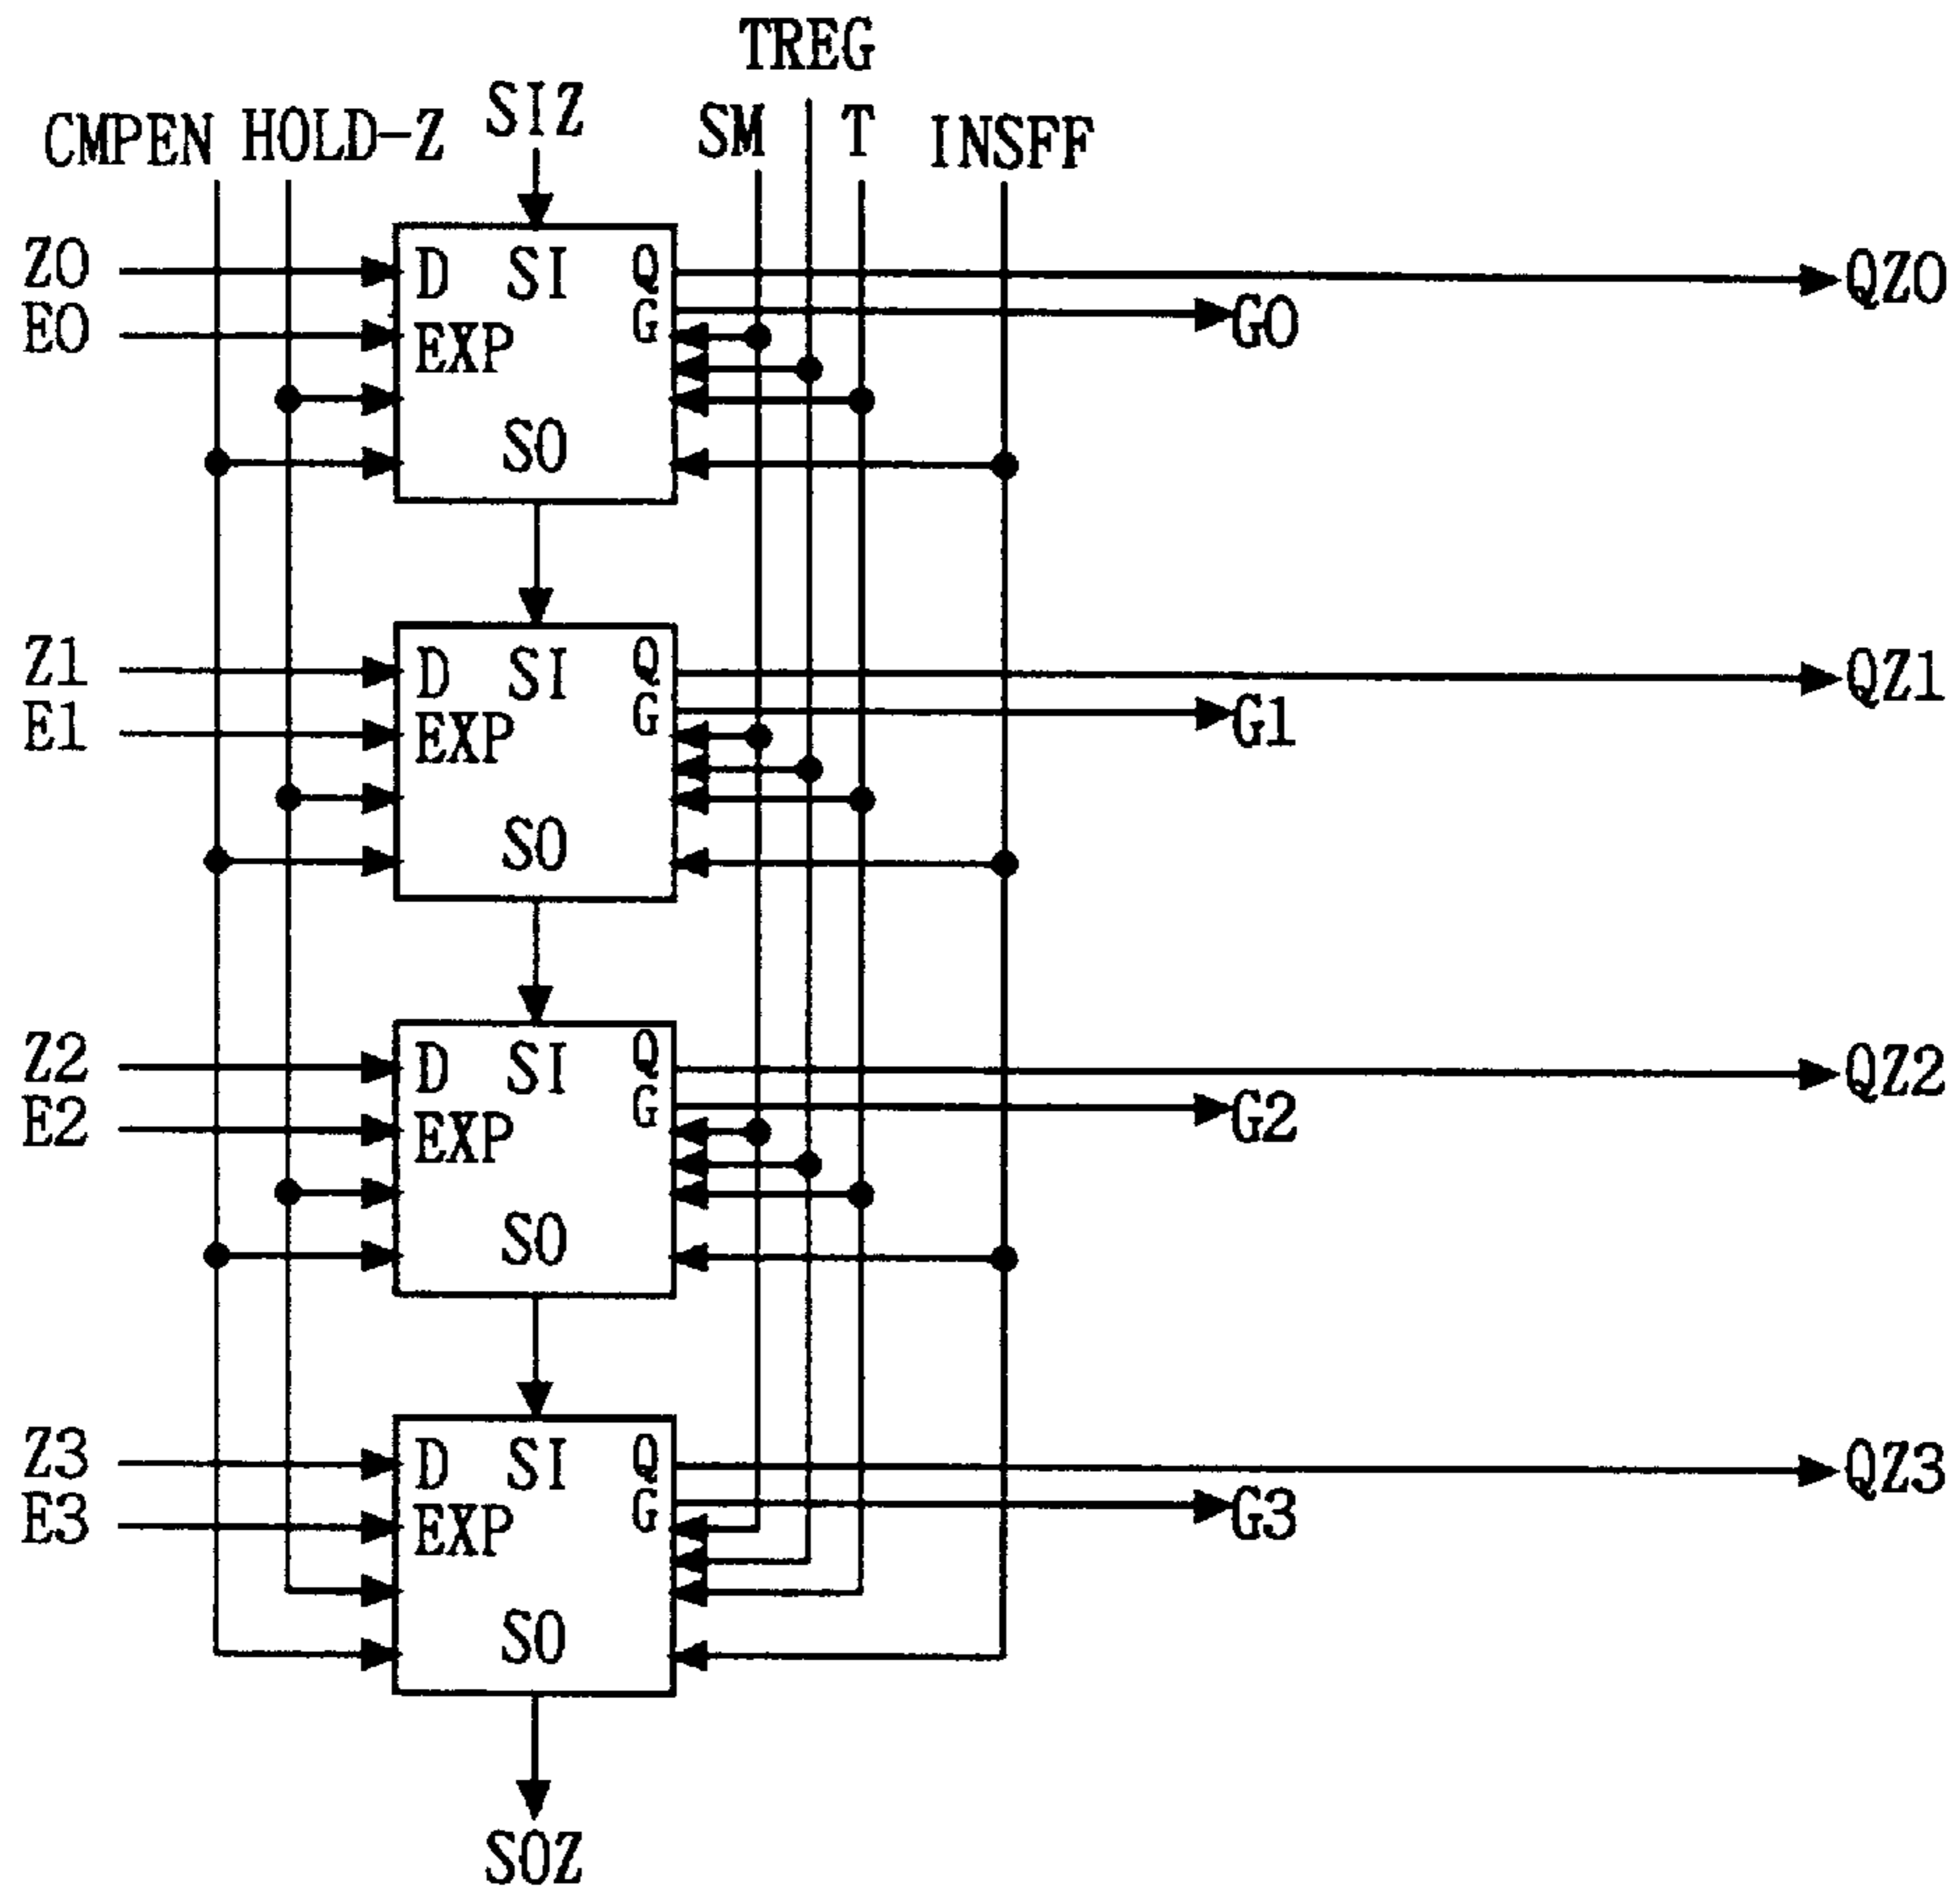 TREG
CMPEN HOLD-Z SIZ SM T INSFF
Z0 D SI Q QZ0
E0 EXP G G0
SO
Z1 D SI Q QZ1
E1 EXP G G1
SO
Z2 D SI Q QZ2
E2 EXP G G2
SO
Z3 D SI Q QZ3
E3 EXP G G3
SO
SOZ